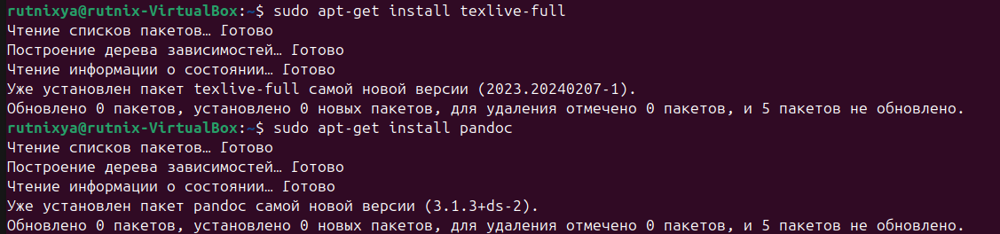 rutnixya@rutnix-VirtualBox:~$ sudo apt-get install texlive-full
Чтение списков пакетов… Готово
Построение дерева зависимостей… Готово
Чтение информации о состоянии… Готово
Уже установлен пакет texlive-full самой новой версии (2023.20240207-1).
Обновлено 0 пакетов, установлено 0 новых пакетов, для удаления отмечено 0 пакетов, и 5 пакетов не обновлено.
rutnixya@rutnix-VirtualBox:~$ sudo apt-get install pandoc
Чтение списков пакетов… Готово
Построение дерева зависимостей… Готово
Чтение информации о состоянии… Готово
Уже установлен пакет pandoc самой новой версии (3.1.3+ds-2).
Обновлено 0 пакетов, установлено 0 новых пакетов, для удаления отмечено 0 пакетов, и 5 пакетов не обновлено.